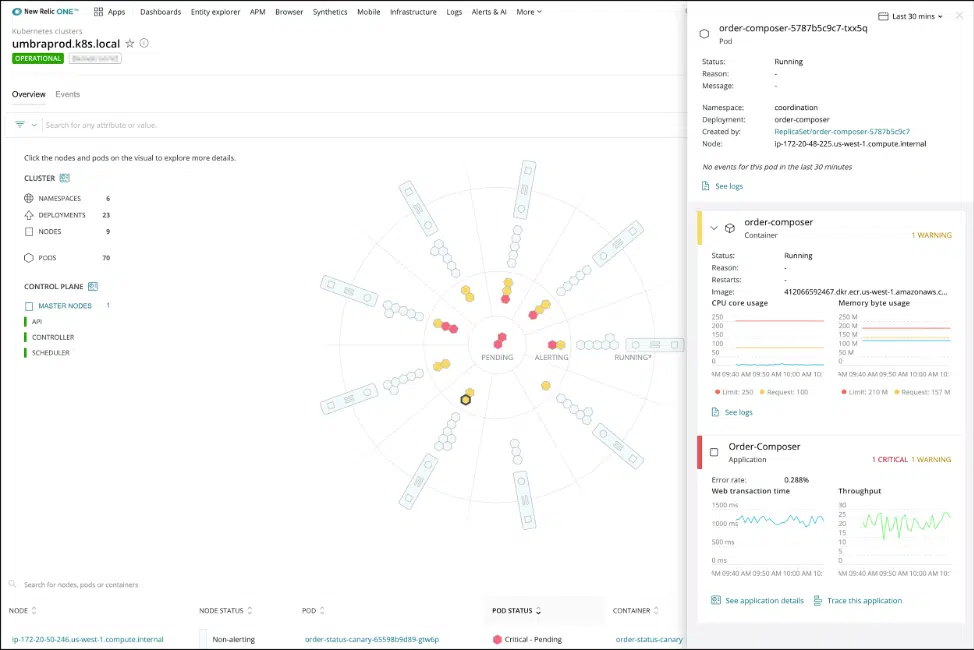 New Relic ONE™ Apps Dashboards Entity explorer APM Browser Synthetics Mobile Infrastructure Logs Alerts & AI More
Kubernetes clusters
umbraprod.k8s.local
OPERATIONAL
Overview Events
Search for any attribute or value.
Click the nodes and pods on the visual to explore more details.
CLUSTER
NAMESPACES 6
DEPLOYMENTS 23
NODES 9
PODS 70
CONTROL PLANE
MASTER NODES 1
API
CONTROLLER
SCHEDULER
PENDING ALERTING RUNNING*
Search for nodes, pods or containers
NODE NODE STATUS POD POD STATUS CONTAINER
ip-172-20-50-246.us-west-1.compute.internal Non-alerting order-status-canary-65598b9d89-gtw6p Critical - Pending order-status-canary
Last 30 mins
order-composer-5787b5c9c7-txx5q
Pod
Status: Running
Reason: -
Message: -
Namespace: coordination
Deployment: order-composer
Created by: ReplicaSet/order-composer-5787b5c9c7
Node: ip-172-20-48-225.us-west-1.compute.internal
No events for this pod in the last 30 minutes
See logs
order-composer
Container 1 WARNING
Status: Running
Reason: -
Restarts: -
Image: 412066592467.dkr.ecr.us-west-1.amazonaws.c...
CPU core usage Memory byte usage
250 250 M
200 200 M
150 150 M
100 100 M
50 50 M
0 0
AM 09:40 AM 09:50 AM 10:00 AM 10: AM 09:40 AM 09:50 AM 10:00 AM 10:
Limit: 250 Request: 100 Limit: 210 M Request: 157 M
See logs
Order-Composer
Application 1 CRITICAL 1 WARNING
Error rate: 0.288%
Web transaction time Throughput
1500 ms 30
1000 ms 25
500 ms 20
0 ms 15
10
5
0
AM 09:40 AM 09:50 AM 10:00 AM 10: AM 09:40 AM 09:50 AM 10:00 AM 10:
See application details Trace this application